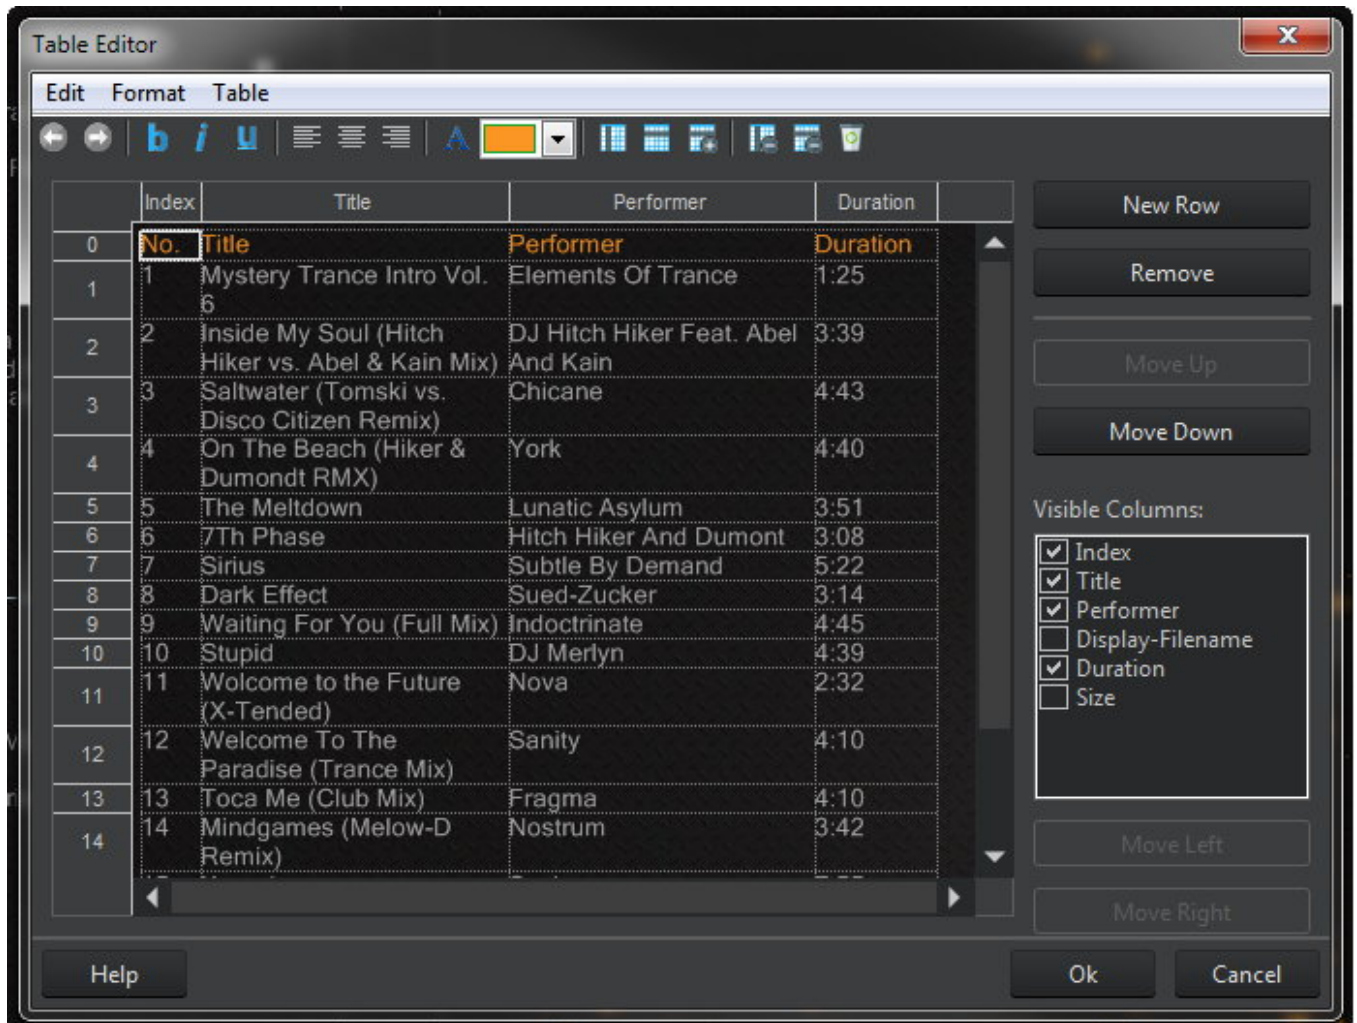 Table Editor
x
Edit Format Table
b i u A
Index Title Performer Duration
0 No. Title Performer Duration
1 1 Mystery Trance Intro Vol. Elements Of Trance 1:25
6
2 2 Inside My Soul (Hitch DJ Hitch Hiker Feat. Abel 3:39
Hiker vs. Abel & Kain Mix) And Kain
3 3 Saltwater (Tomski vs. Chicane 4:43
Disco Citizen Remix)
4 4 On The Beach (Hiker & York 4:40
Dumondt RMX)
5 5 The Meltdown Lunatic Asylum 3:51
6 6 7Th Phase Hitch Hiker And Dumont 3:08
7 7 Sirius Subtle By Demand 5:22
8 8 Dark Effect Sued-Zucker 3:14
9 9 Waiting For You (Full Mix) Indoctrinate 4:45
10 10 Stupid DJ Merlyn 4:39
11 11 Wolcome to the Future Nova 2:32
(X-Tended)
12 12 Welcome To The Sanity 4:10
Paradise (Trance Mix)
13 13 Toca Me (Club Mix) Fragma 4:10
14 14 Mindgames (Melow-D Nostrum 3:42
Remix)
New Row
Remove
Move Up
Move Down
Visible Columns:
Index
Title
Performer
Display-Filename
Duration
Size
Move Left
Move Right
Help
Ok Cancel